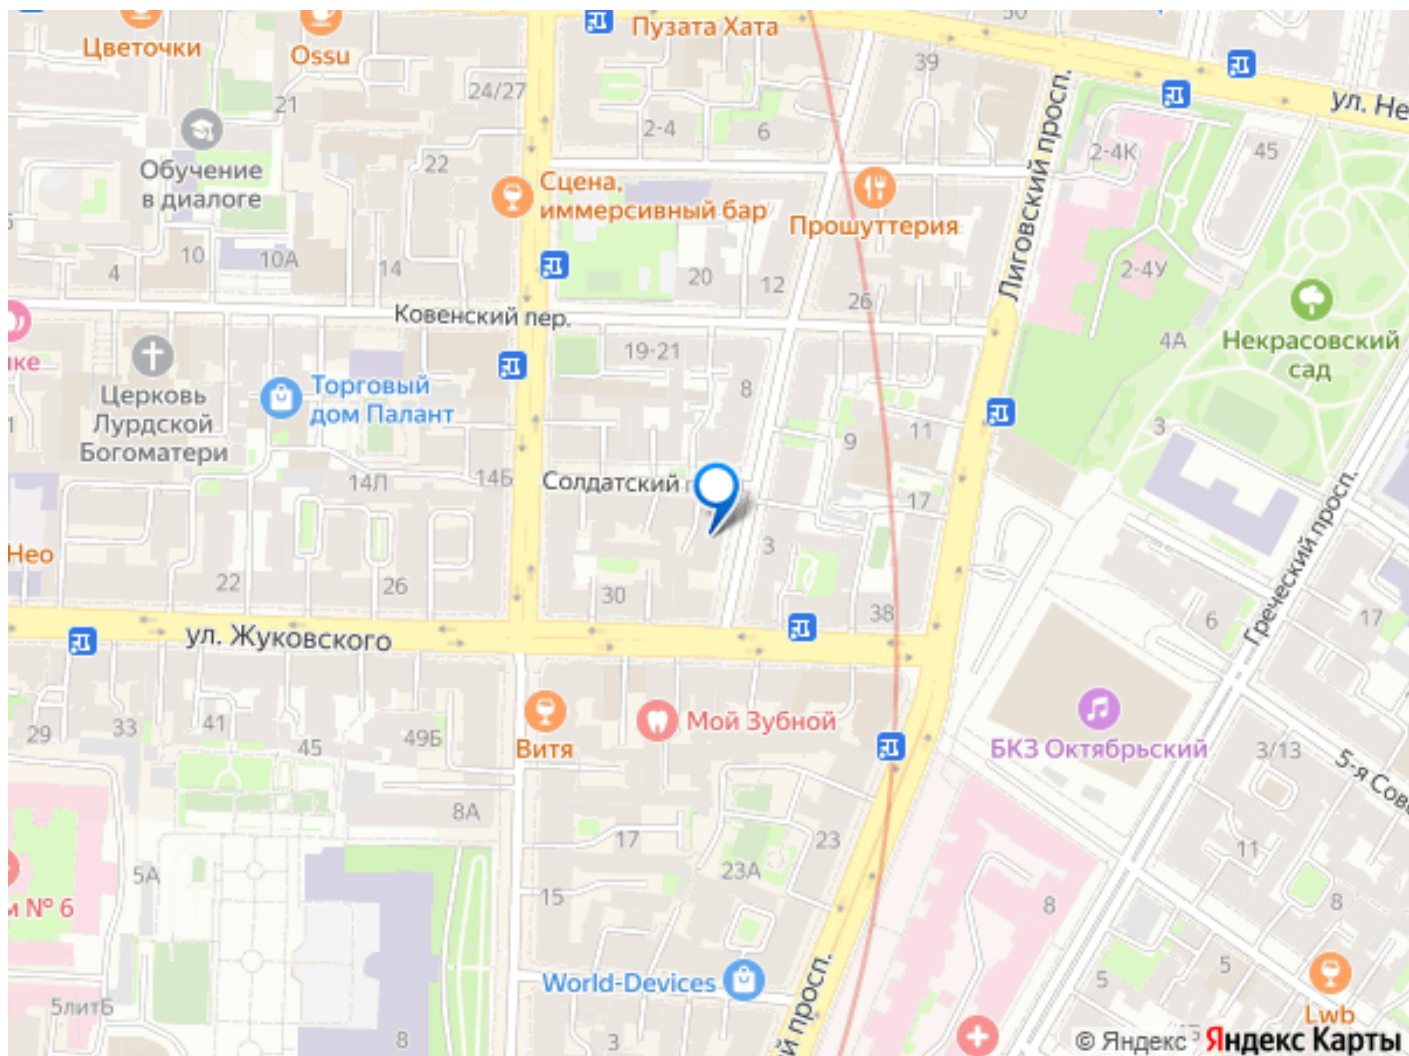 Цветочки
Ossu
Пузата Хата
39
ул. Не
24/27
21
2-4
6
2-4К
45
22
Обучение
в диалоге
Сцена,
иммерсивный бар
Прошуттерия
Лиговский просп.
4
10
10А
14
20
12
26
2-4У
4А
Некрасовский
сад
Ковенский пер.
19-21
8
Церковь
Лурдской
Богоматери
Торговый
дом Палант
9
11
3
14Л
14Б
Солдатский
17
Нео
22
26
30
3
38
6
17
Греческий просп.
ул. Жуковского
29
33
41
45
49Б
Витя
Мой Зубной
БКЗ Октябрьский
3/13
5-я Сов
8А
17
23
23А
11
5А
№ 6
15
8
8
World-Devices
5
5
Lwb
5литБ
8
3
й просп.
© Яндекс
Яндекс Карты